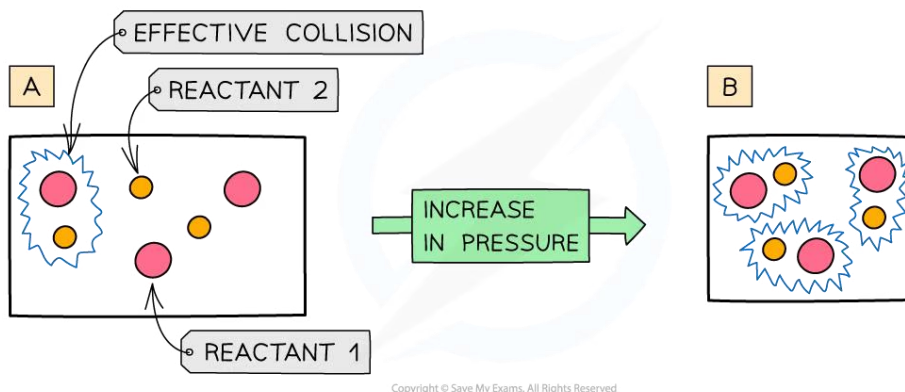 EFFECTIVE COLLISION
A
REACTANT 2
B
INCREASE
IN PRESSURE
REACTANT 1
Copyright © Save My Exams. All Rights Reserved